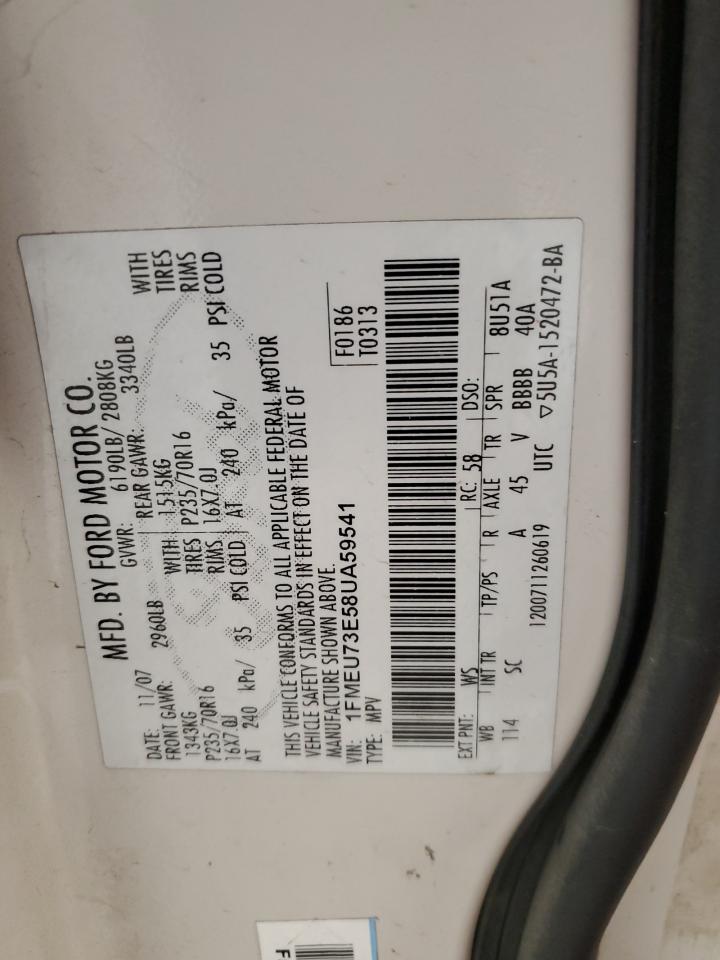 MFD. BY FORD MOTOR CO.
DATE: 11/07 GVWR: 6190LB/ 2808KG
FRONT GAWR: 2960LB REAR GAWR: 3340LB
1343KG WITH 1515KG WITH
P235/70R16 TIRES P235/70R16 TIRES
16X7.0J RIMS 16X7.0J RIMS
AT 240 kPa/ 35 PSI COLD AT 240 kPa/ 35 PSI COLD
THIS VEHICLE CONFORMS TO ALL APPLICABLE FEDERAL MOTOR
VEHICLE SAFETY STANDARDS IN EFFECT ON THE DATE OF
MANUFACTURE SHOWN ABOVE.
VIN: 1FMEU73E58UA59541
TYPE: MPV
F0186
T0313
EXT PNT: WS RC: 58 DSO:
WB INT TR TP/PS R AXLE TR SPR 8U51A
114 SC A 45 V BBBB 40A
1200711260619 UTC ▽5U5A-1520472-BA
F